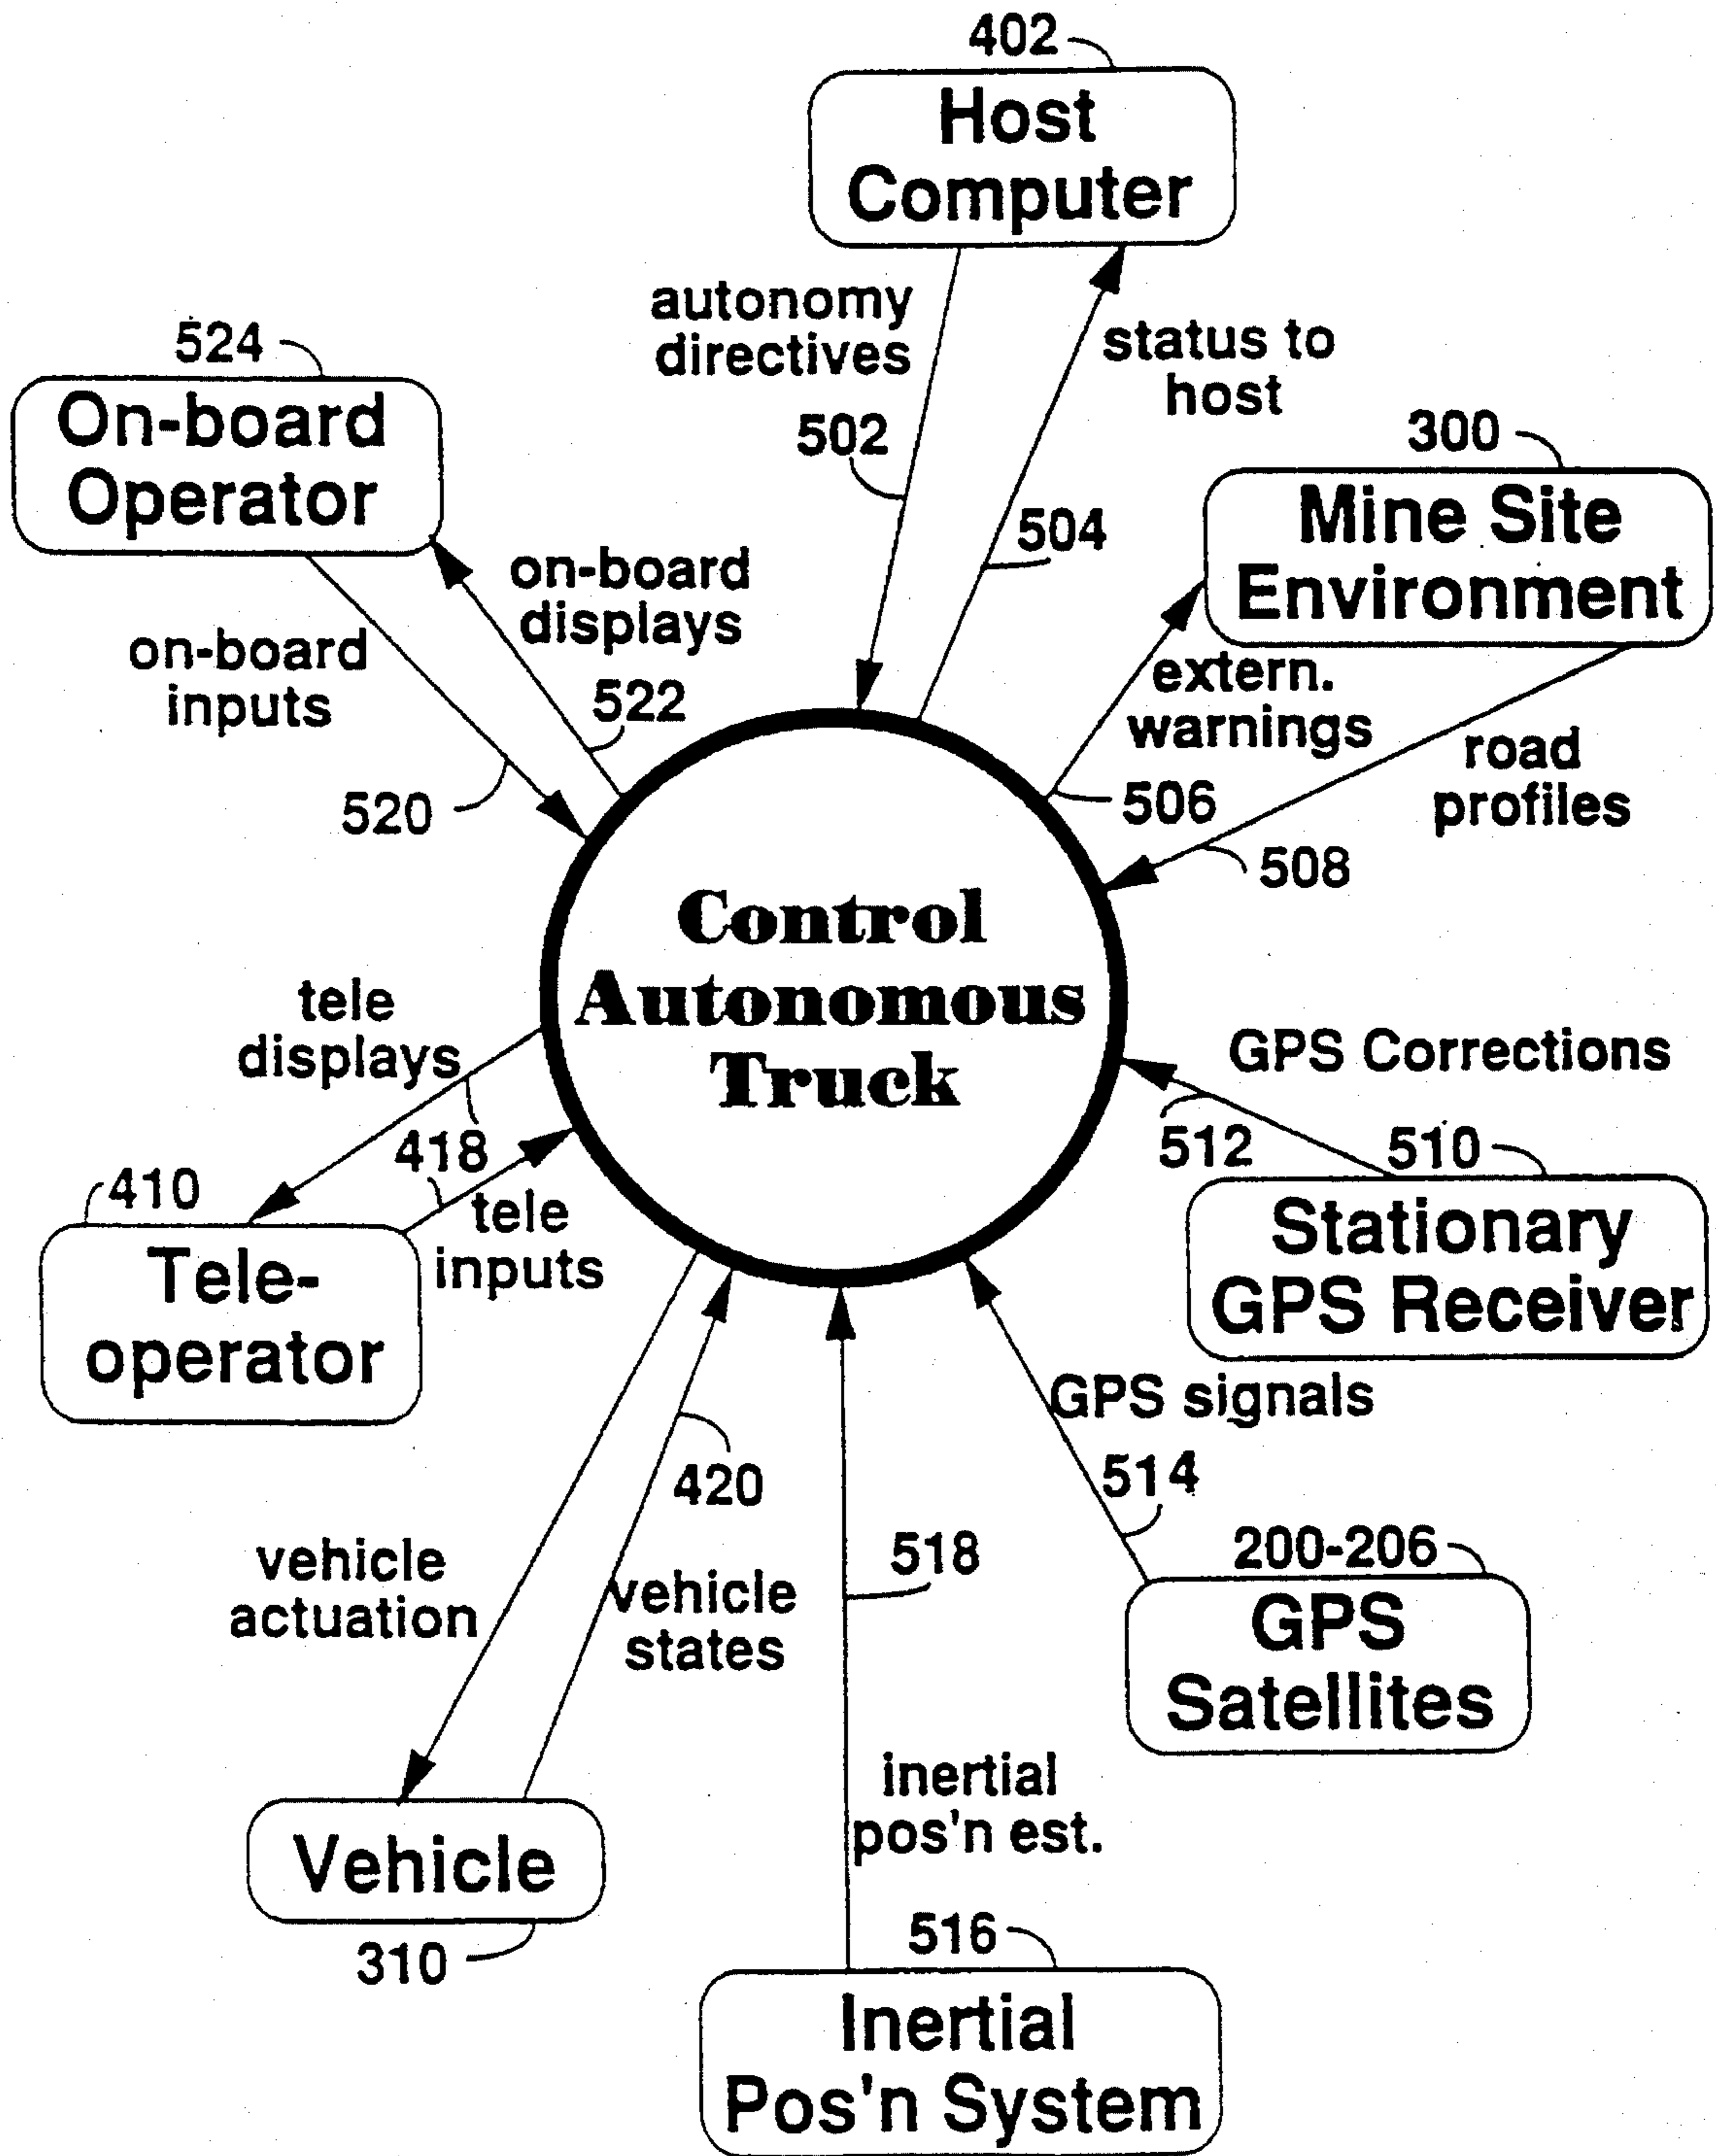 402
Host
Computer
autonomy
directives
status to
host
502
504
524
On-board
Operator
on-board
displays
on-board
inputs
522
520
300
Mine Site
Environment
extern.
warnings
506
road
profiles
508
Control
Autonomous
Truck
tele
displays
418
418
tele
inputs
410
Tele-
operator
GPS Corrections
512
510
Stationary
GPS Receiver
GPS signals
514
200-206
GPS
Satellites
420
vehicle
actuation
vehicle
states
518
inertial
pos'n est.
Vehicle
310
516
Inertial
Pos'n System